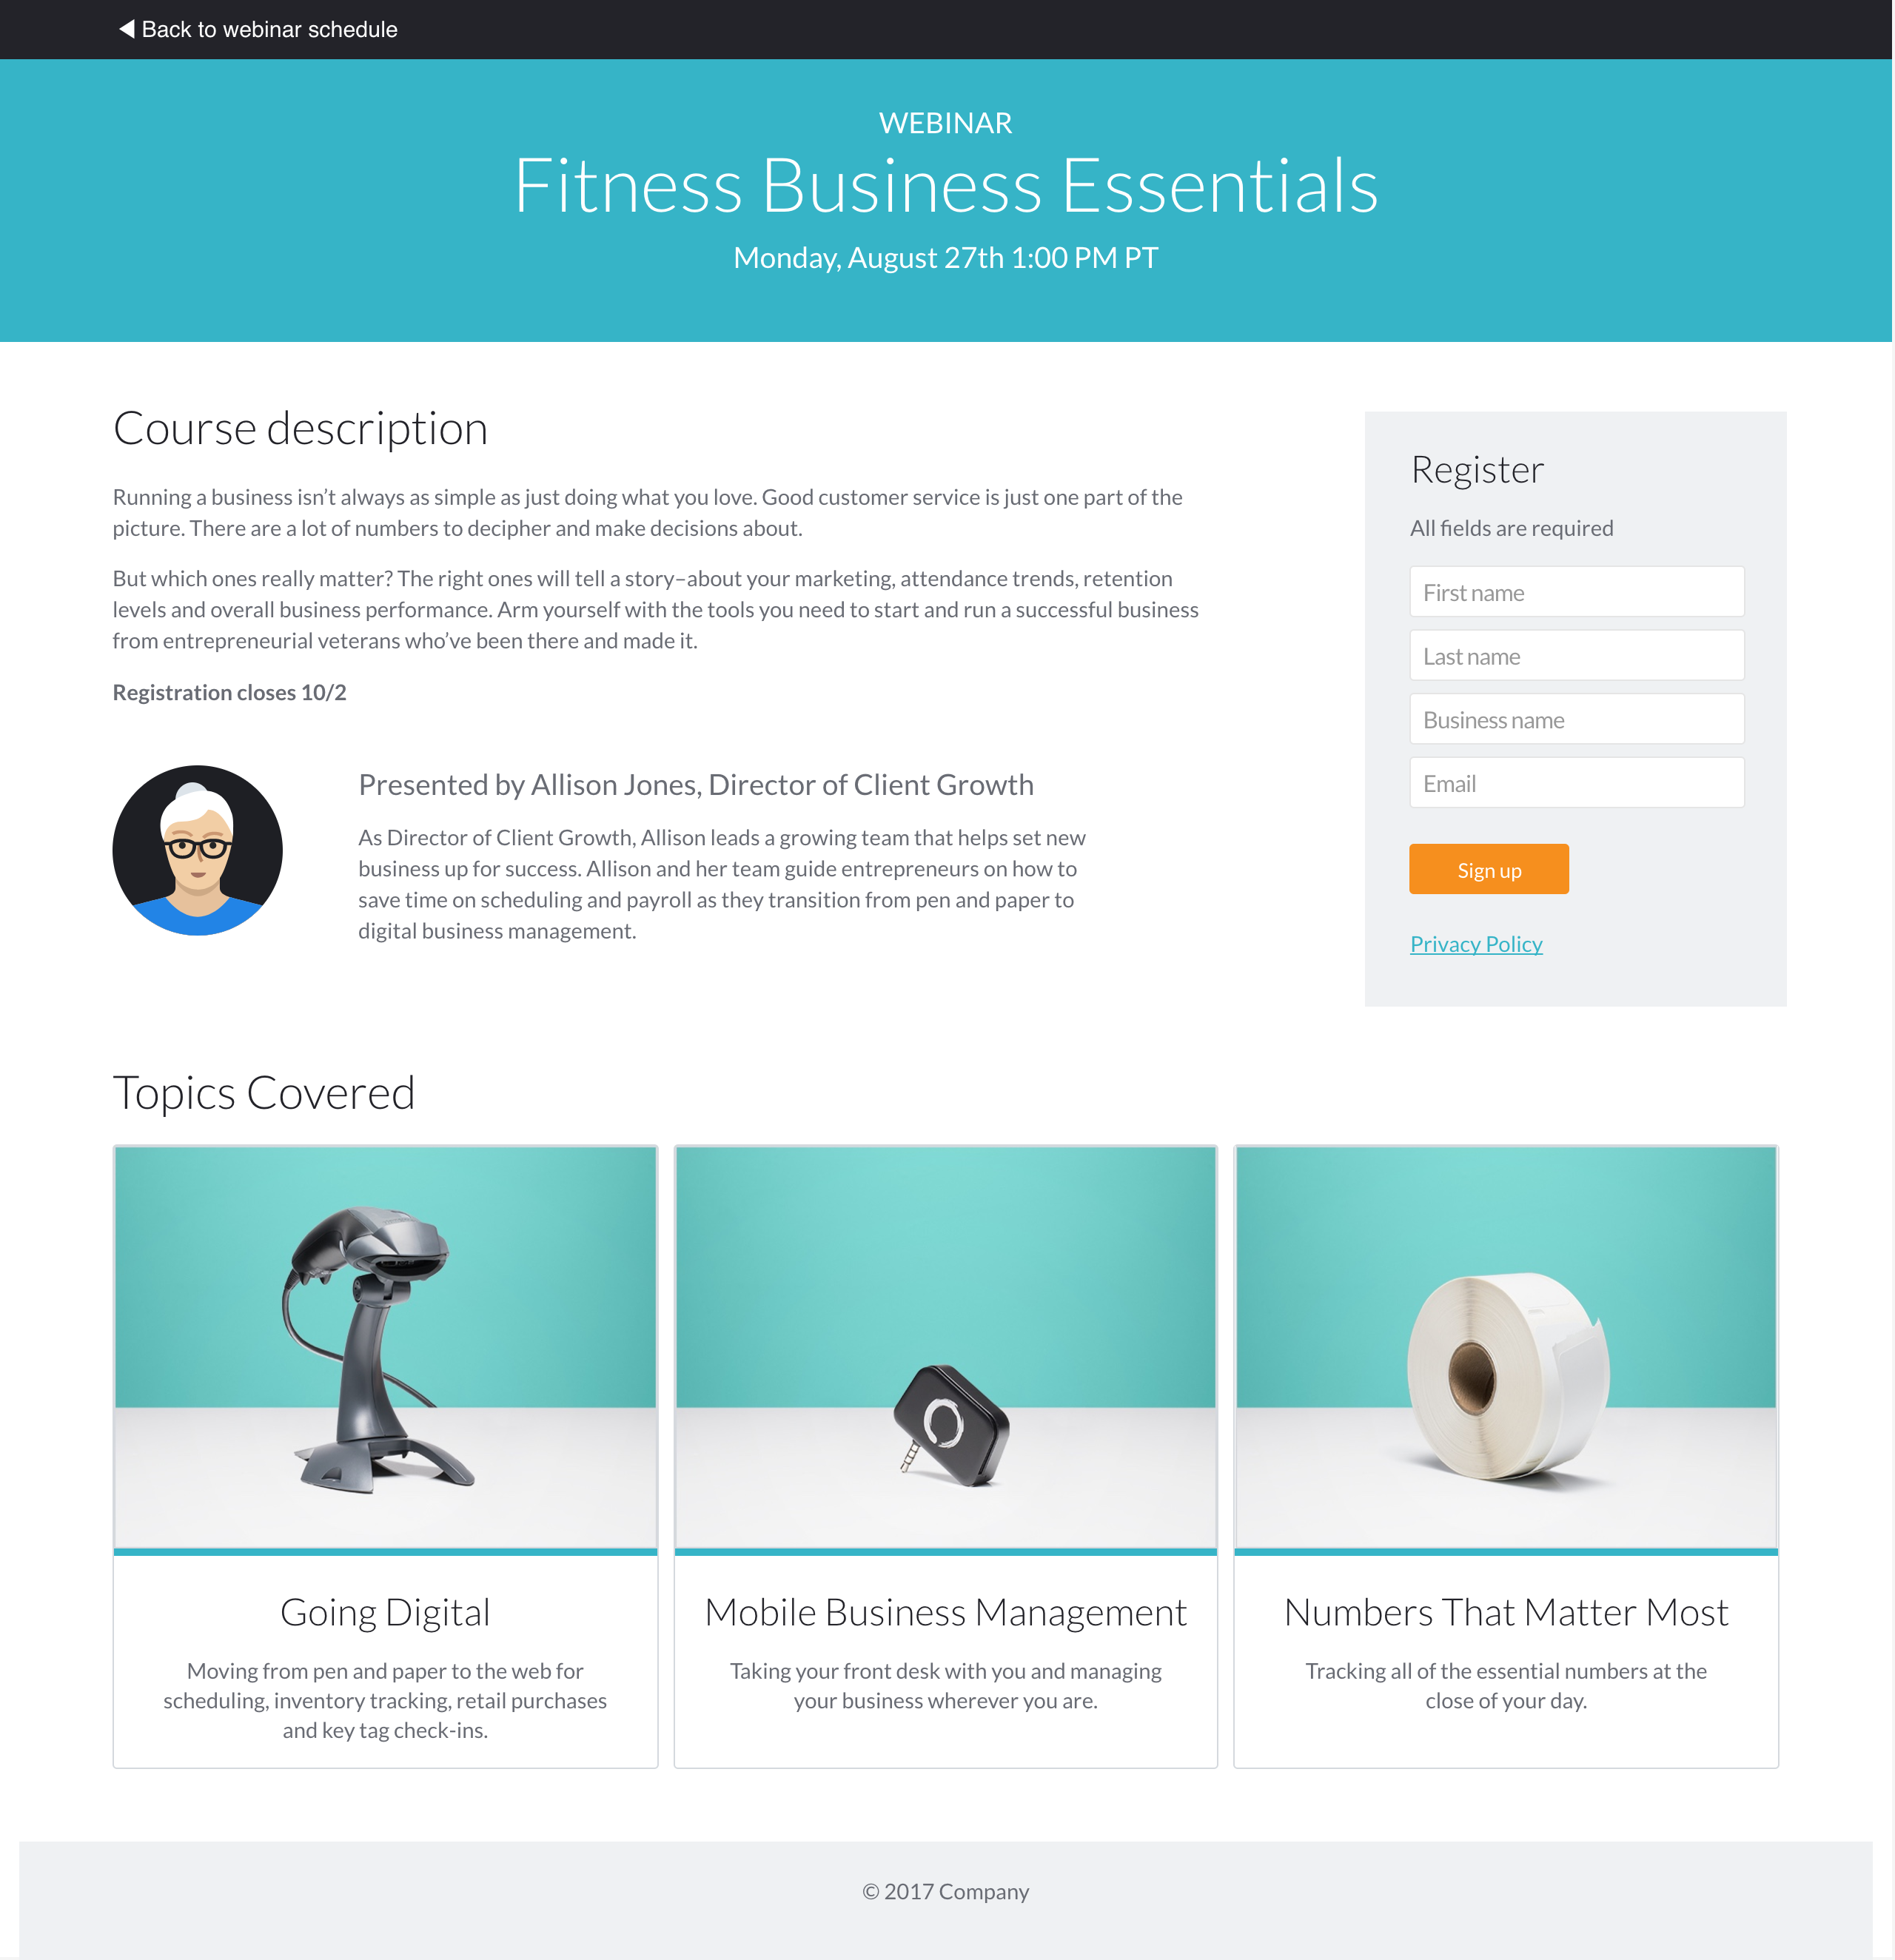 Back to webinar schedule
WEBINAR
Fitness Business Essentials
Monday, August 27th 1:00 PM PT
Course description
Running a business isn’t always as simple as just doing what you love. Good customer service is just one part of the
picture. There are a lot of numbers to decipher and make decisions about.
But which ones really matter? The right ones will tell a story–about your marketing, attendance trends, retention
levels and overall business performance. Arm yourself with the tools you need to start and run a successful business
from entrepreneurial veterans who’ve been there and made it.
Registration closes 10/2
Presented by Allison Jones, Director of Client Growth
As Director of Client Growth, Allison leads a growing team that helps set new
business up for success. Allison and her team guide entrepreneurs on how to
save time on scheduling and payroll as they transition from pen and paper to
digital business management.
Register
All fields are required
First name
Last name
Business name
Email
Sign up
Privacy Policy
Topics Covered
Going Digital
Moving from pen and paper to the web for
scheduling, inventory tracking, retail purchases
and key tag check-ins.
Mobile Business Management
Taking your front desk with you and managing
your business wherever you are.
Numbers That Matter Most
Tracking all of the essential numbers at the
close of your day.
© 2017 Company